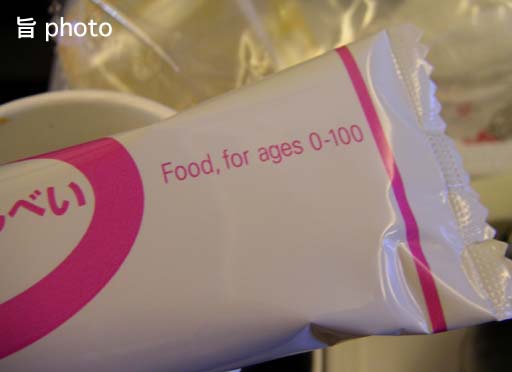 旨 photo
Food, for ages 0-100
べい